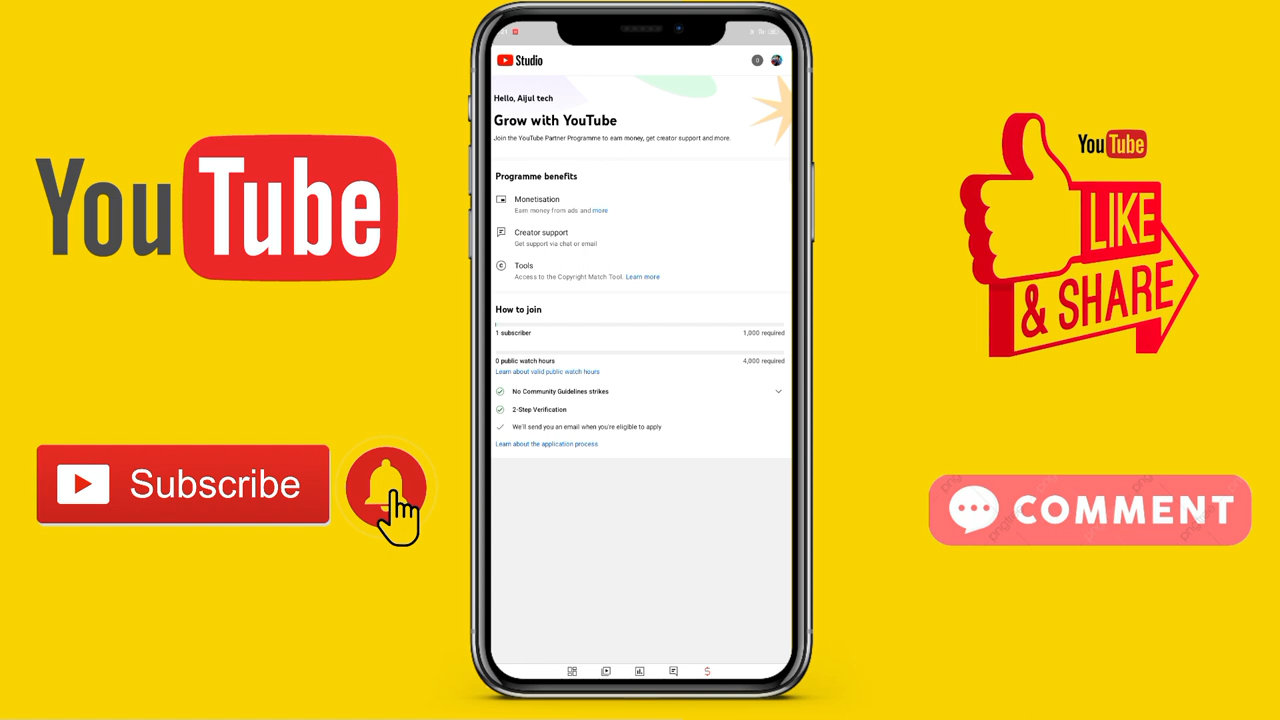 YouTube
Subscribe
Studio
0
Hello, Aijul tech
Grow with YouTube
Join the YouTube Partner Programme to earn money, get creator support and more.
Programme benefits
Monetisation
Earn money from ads and more
Creator support
Get support via chat or email
Tools
Access to the Copyright Match Tool. Learn more
How to join
1 subscriber 1,000 required
0 public watch hours 4,000 required
Learn about valid public watch hours
No Community Guidelines strikes
2-Step Verification
We'll send you an email when you're eligible to apply
Learn about the application process
YouTube
LIKE
& SHARE
COMMENT